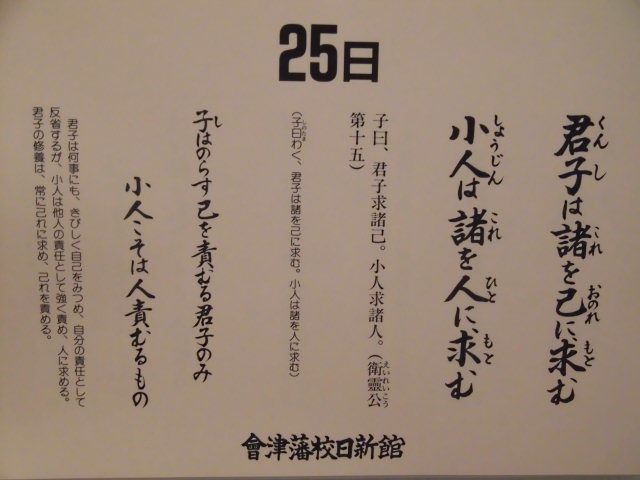 25日
君子は諸を己に求む
小人は諸を人に求む
子曰、君子求諸己。小人求諸人。(衛靈公
第十五)
(子曰わく、君子は諸を己に求む。小人は諸を人に求む)
子はのらす己を責むる君子のみ
小人こそは人責むるもの
君子は何事にも、きびしく自己をみつめ、自分の責任として
反省するが、小人は他人の責任として強く責め、人に求める。
君子の修養は、常に己れに求め、己れを責める。
會津藩校日新館